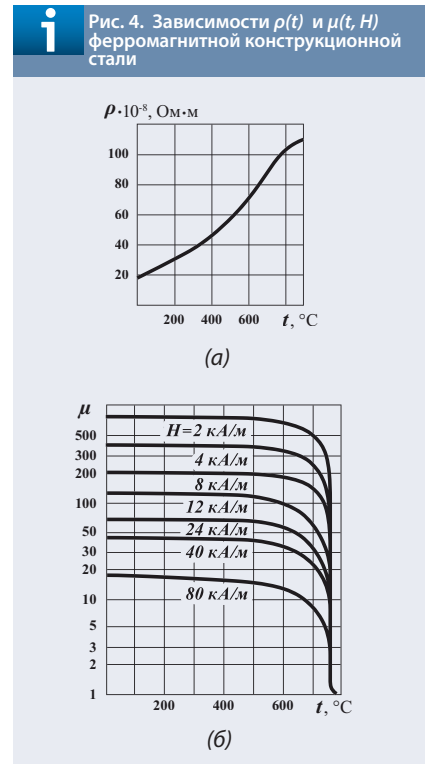 i
Рис. 4. Зависимости ρ(t) и μ(t, H)
ферромагнитной конструкционной
стали
ρ·10⁻⁸, Ом·м
100
80
60
40
20
200 400 600 t, °C
(а)
μ
500
300
200
100
50
30
20
10
5
3
2
1
H=2 кА/м
4 кА/м
8 кА/м
12 кА/м
24 кА/м
40 кА/м
80 кА/м
200 400 600 t, °C
(б)